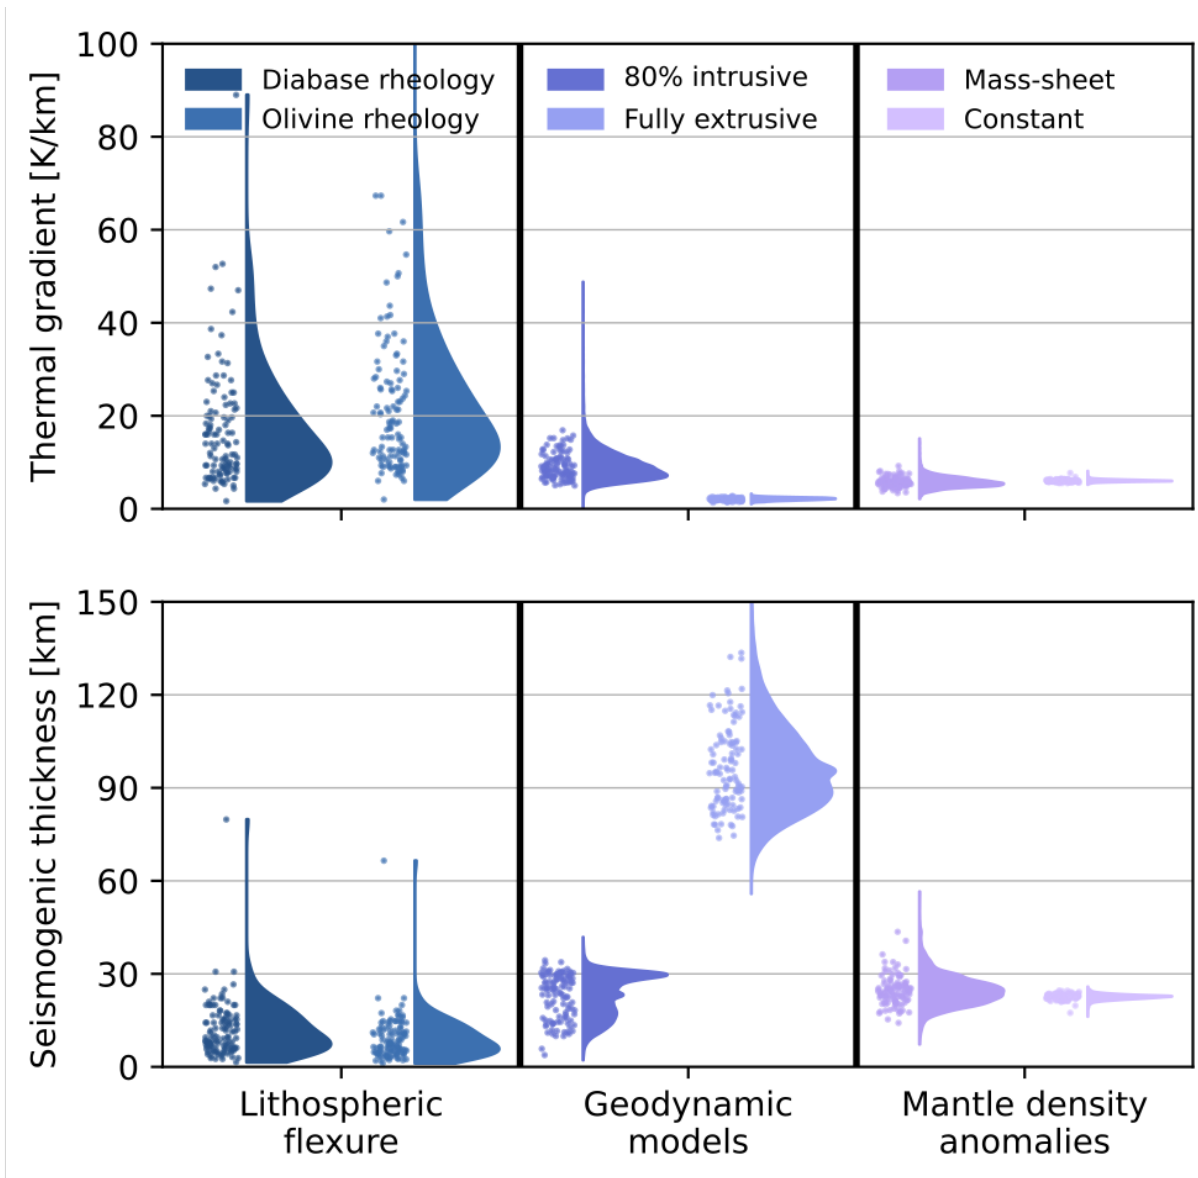 Thermal gradient [K/km]
100
80
60
40
20
0
Diabase rheology
Olivine rheology
80% intrusive
Fully extrusive
Mass-sheet
Constant
Seismogenic thickness [km]
150
120
90
60
30
0
Lithospheric
flexure
Geodynamic
models
Mantle density
anomalies